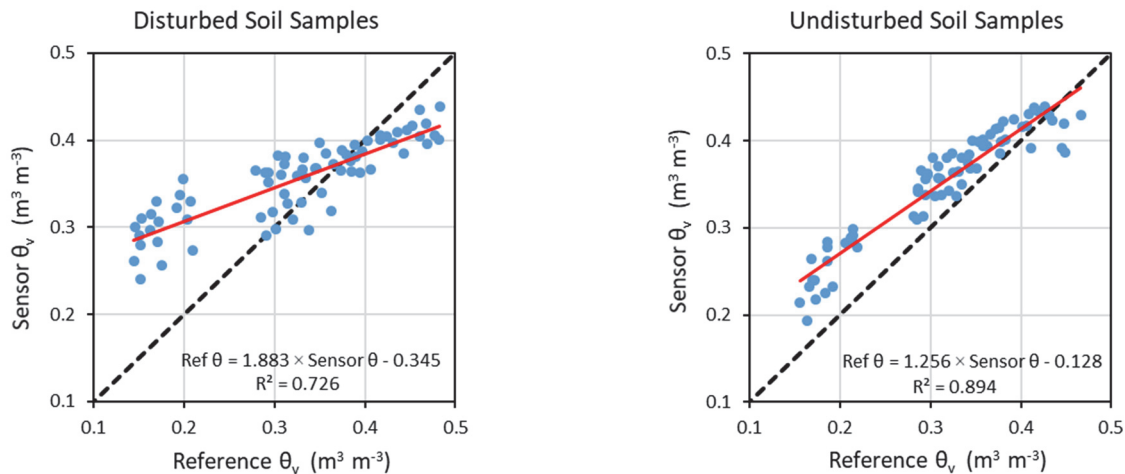 Disturbed Soil Samples
0.5
0.4
0.3
0.2
0.1
Sensor θv (m³ m⁻³)
Ref θ = 1.883 × Sensor θ - 0.345
R² = 0.726
0.1 0.2 0.3 0.4 0.5
Reference θv (m³ m⁻³)
Undisturbed Soil Samples
0.5
0.4
0.3
0.2
0.1
Sensor θv (m³ m⁻³)
Ref θ = 1.256 × Sensor θ - 0.128
R² = 0.894
0.1 0.2 0.3 0.4 0.5
Reference θv (m³ m⁻³)